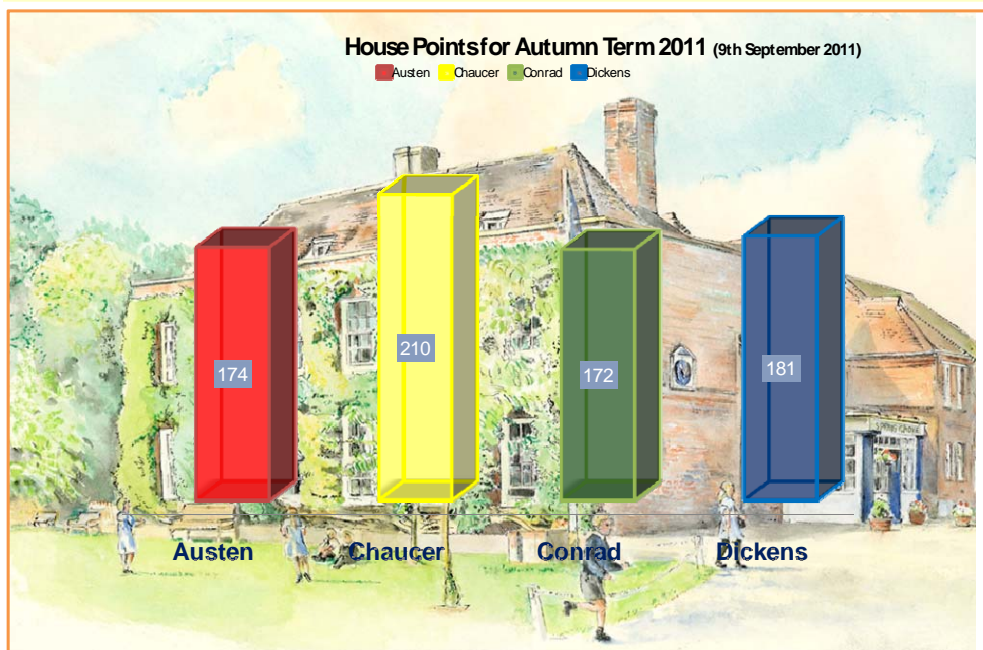 House Points for Autumn Term 2011 (9th September 2011)
Austen Chaucer Conrad Dickens
174 210 172 181
Austen Chaucer Conrad Dickens